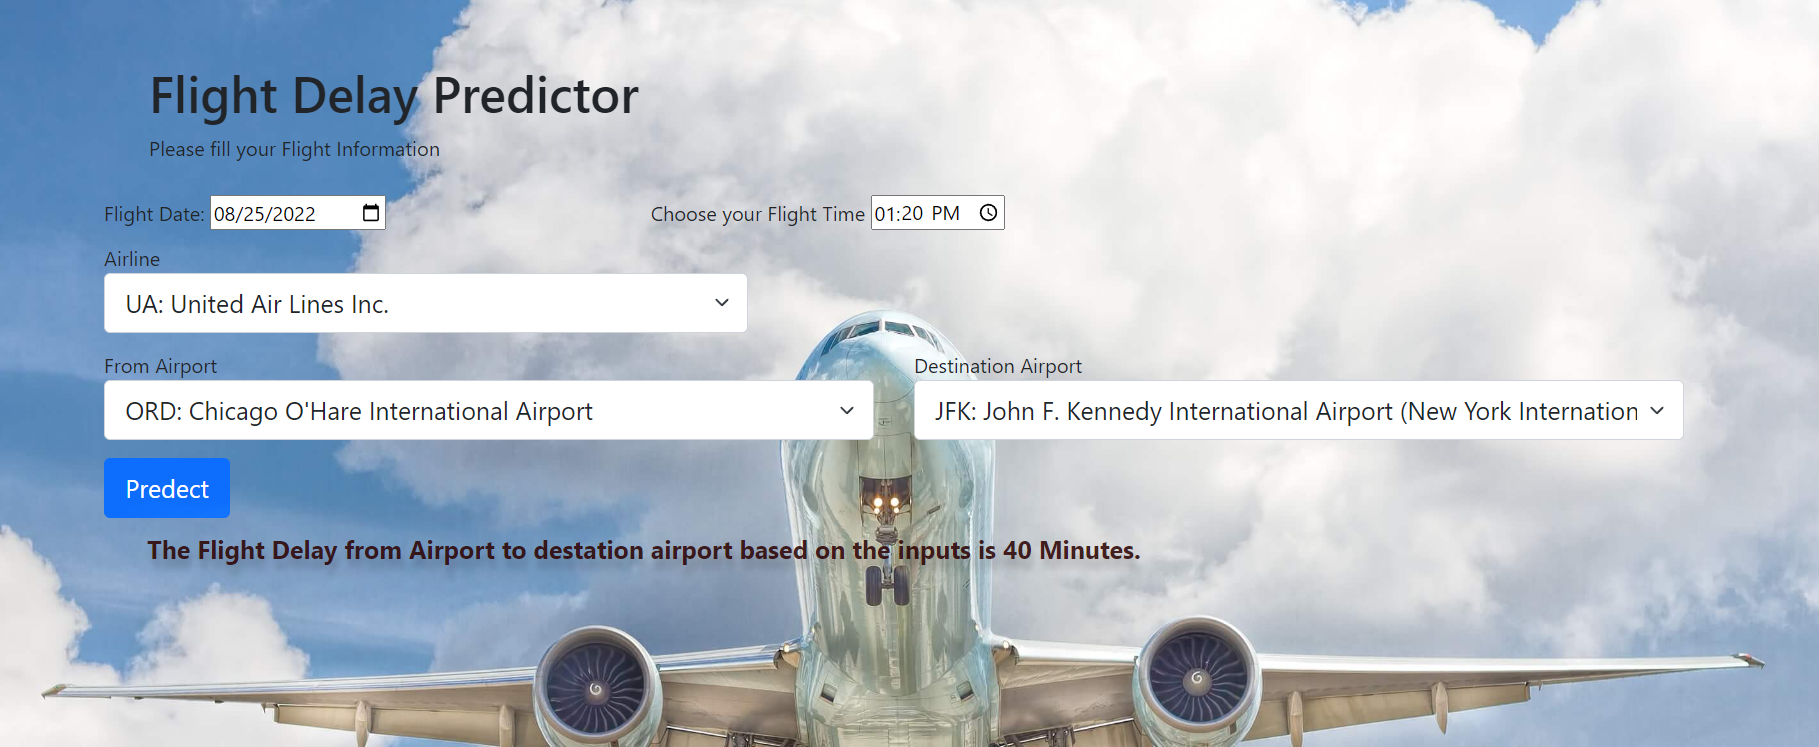 Flight Delay Predictor
Please fill your Flight Information
Flight Date: 08/25/2022 Choose your Flight Time 01:20 PM
Airline
UA: United Air Lines Inc.
From Airport Destination Airport
ORD: Chicago O'Hare International Airport JFK: John F. Kennedy International Airport (New York Internation
Predect
The Flight Delay from Airport to destation airport based on the inputs is 40 Minutes.